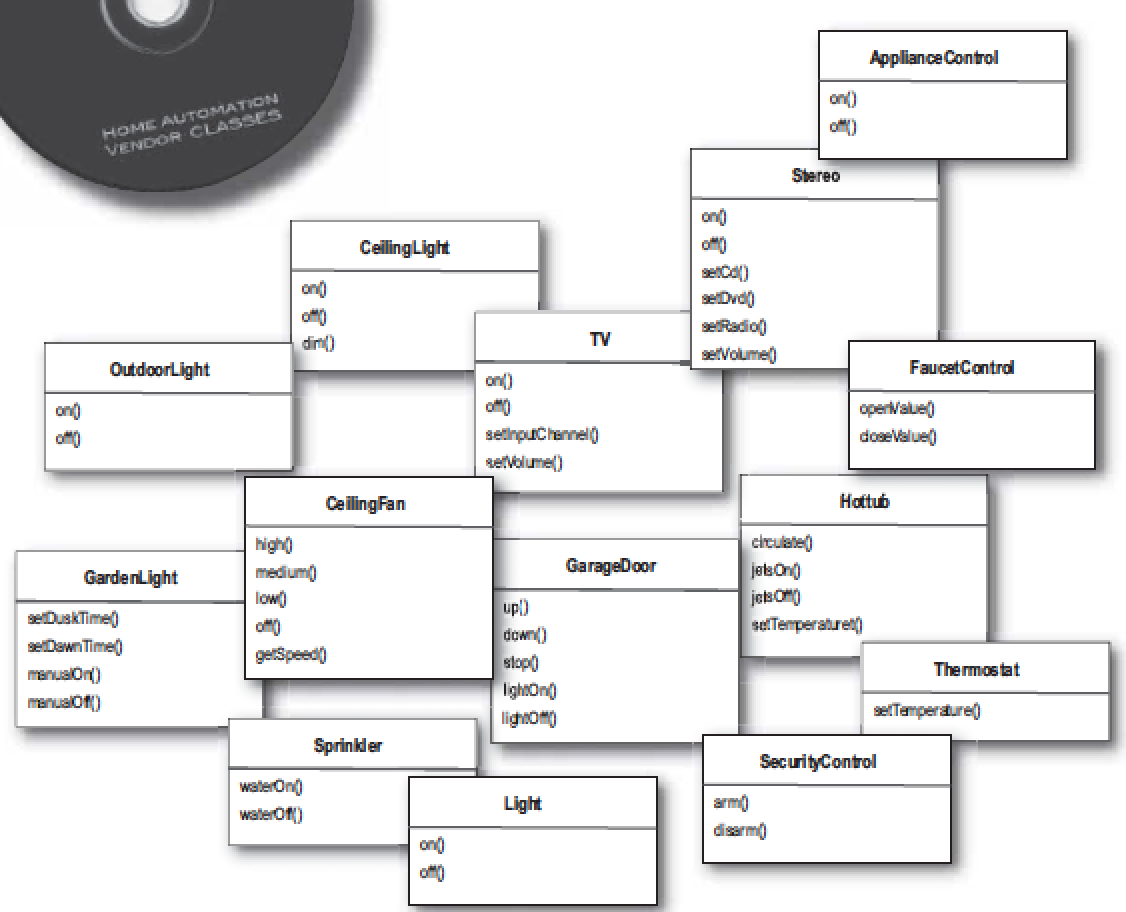 HOME AUTOMATION
VENDOR CLASSES
ApplianceControl
on()
off()
Stereo
on()
off()
setCd()
setDvd()
setRadio()
setVolume()
CeilingLight
on()
off()
dim()
TV
on()
off()
setInputChannel()
setVolume()
OutdoorLight
on()
off()
FaucetControl
openValue()
closeValue()
CeilingFan
high()
medium()
low()
off()
getSpeed()
Hottub
circulate()
jetsOn()
jetsOff()
setTemperature()
GardenLight
setDuskTime()
setDawnTime()
manualOn()
manualOff()
GarageDoor
up()
down()
stop()
lightOn()
lightOff()
Thermostat
setTemperature()
Sprinkler
waterOn()
waterOff()
Light
on()
off()
SecurityControl
arm()
disarm()